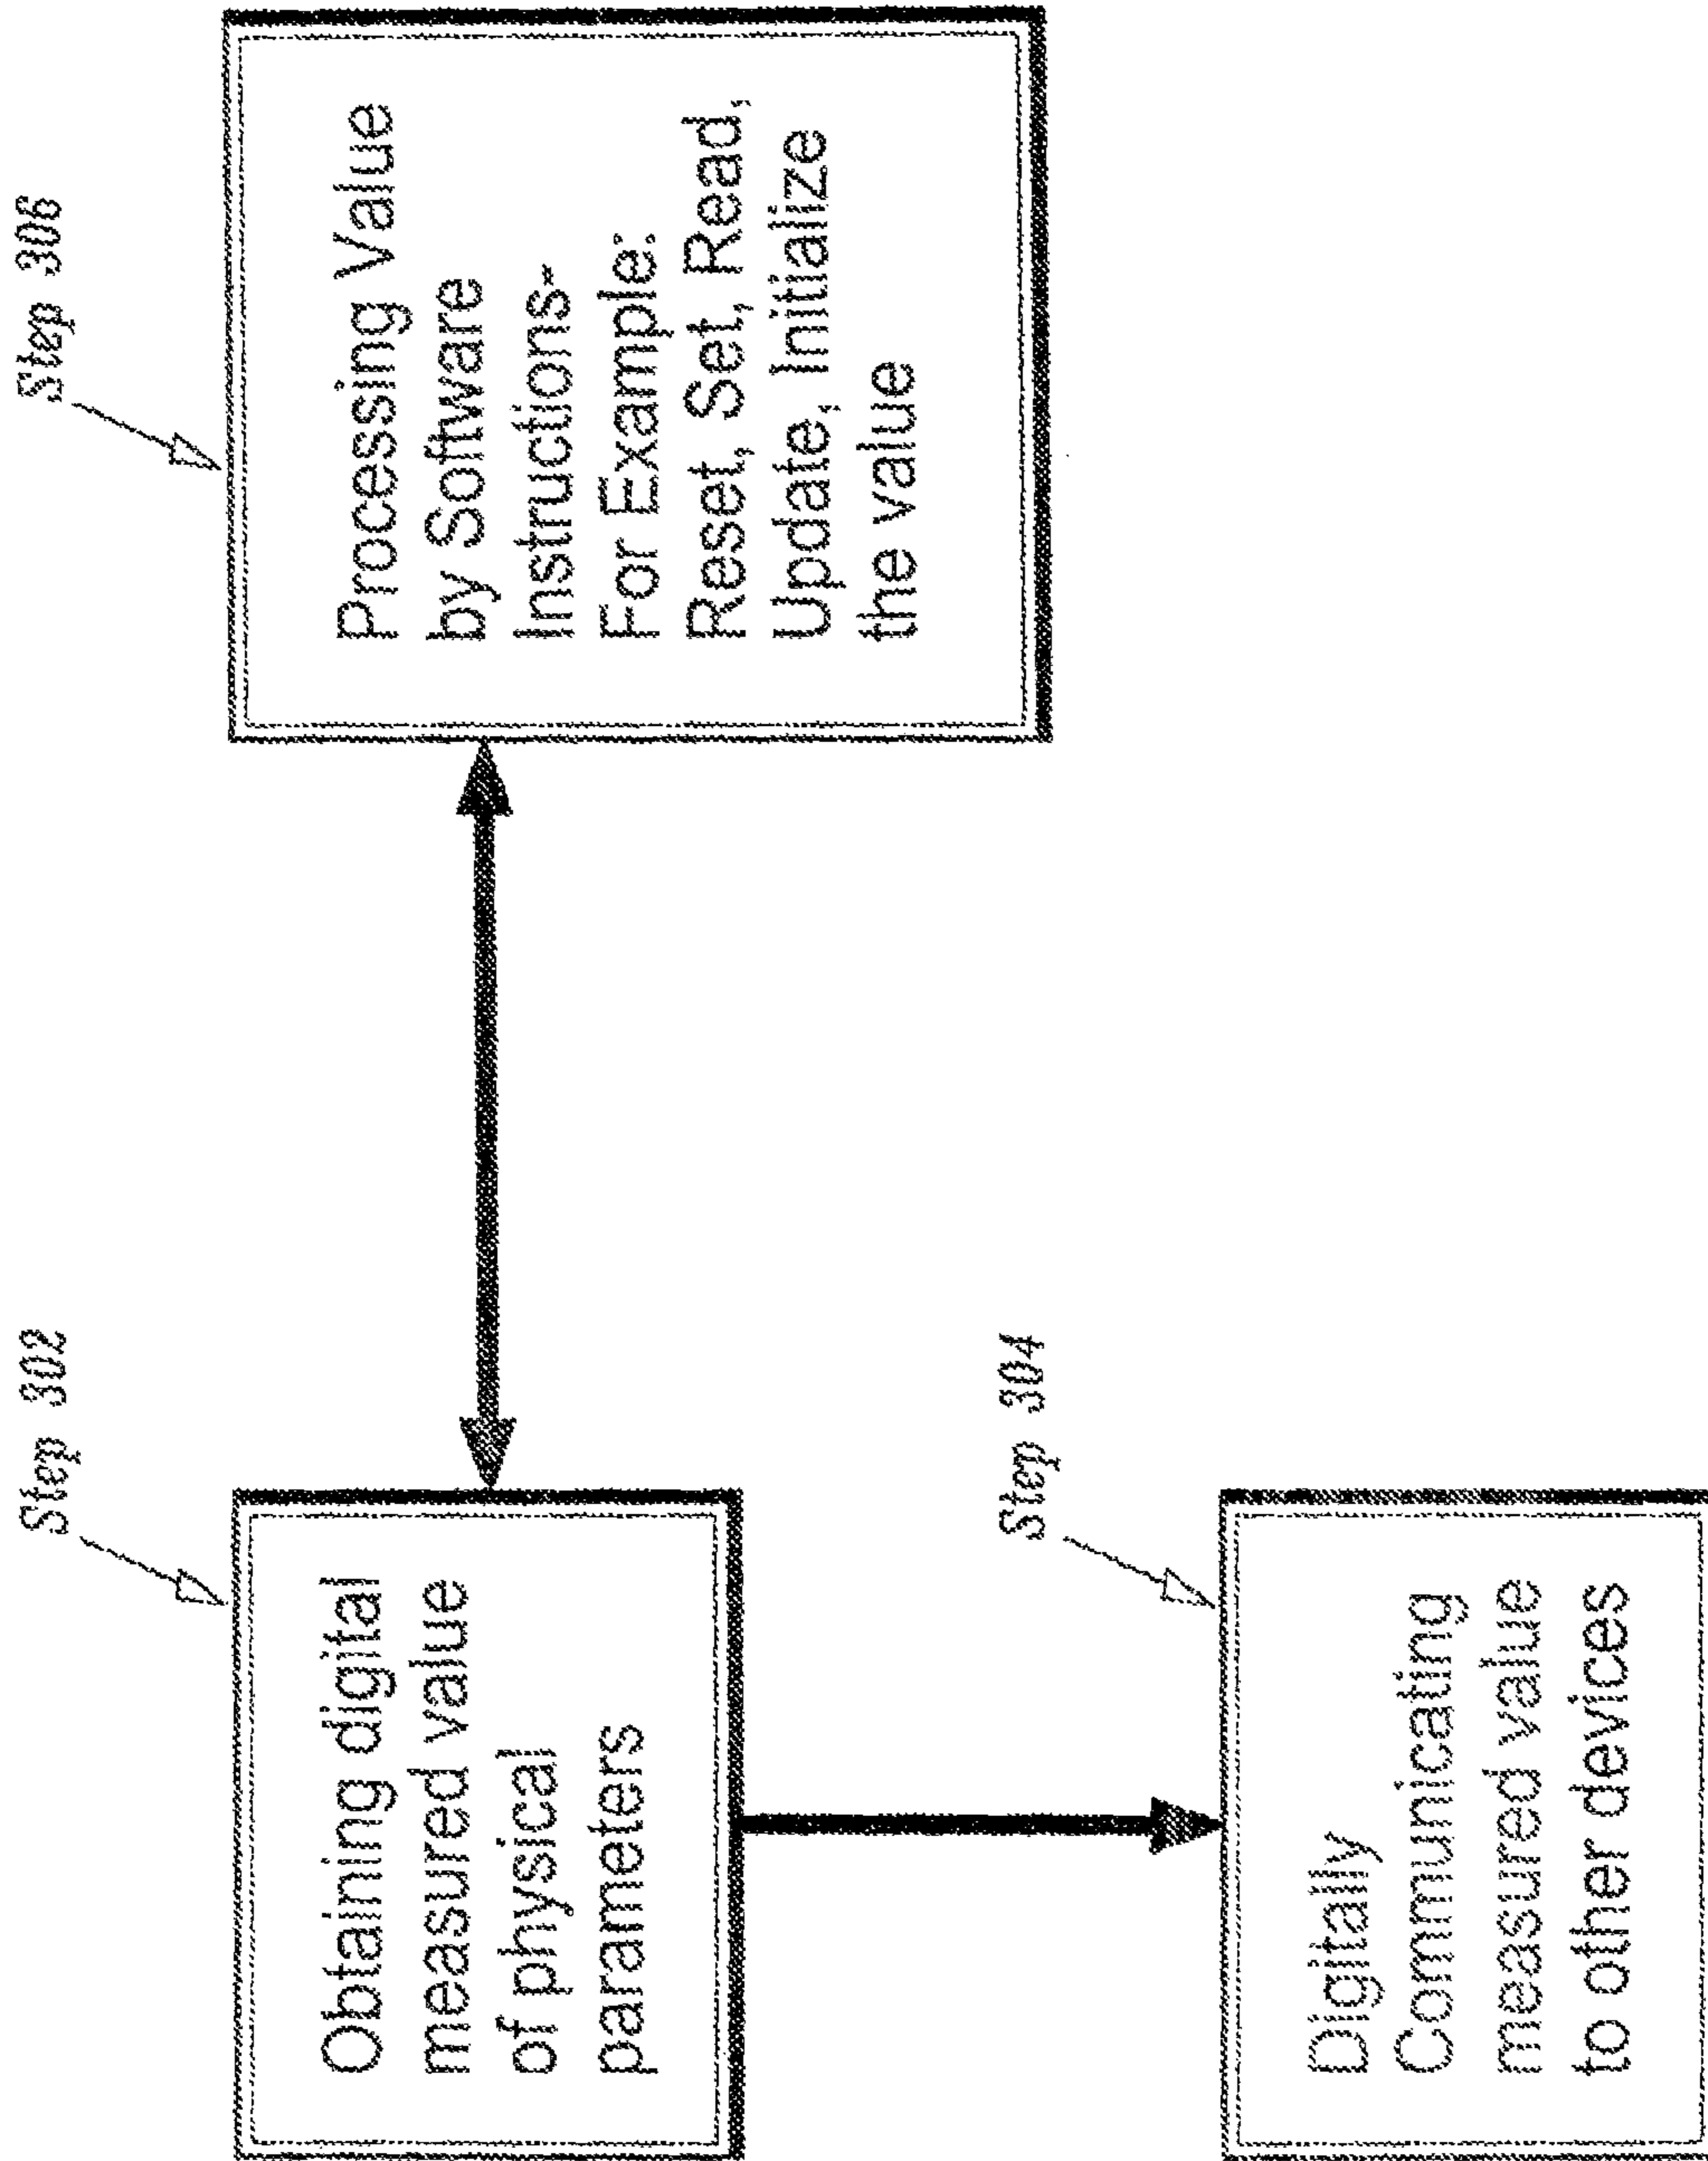 Step 302
Obtaining digital
measured value
of physical
parameters
Step 306
Processing Value
by Software
Instructions-
For Example:
Reset, Set, Read,
Update, Initialize
the value
Step 304
Digitally
Communicating
measured value
to other devices